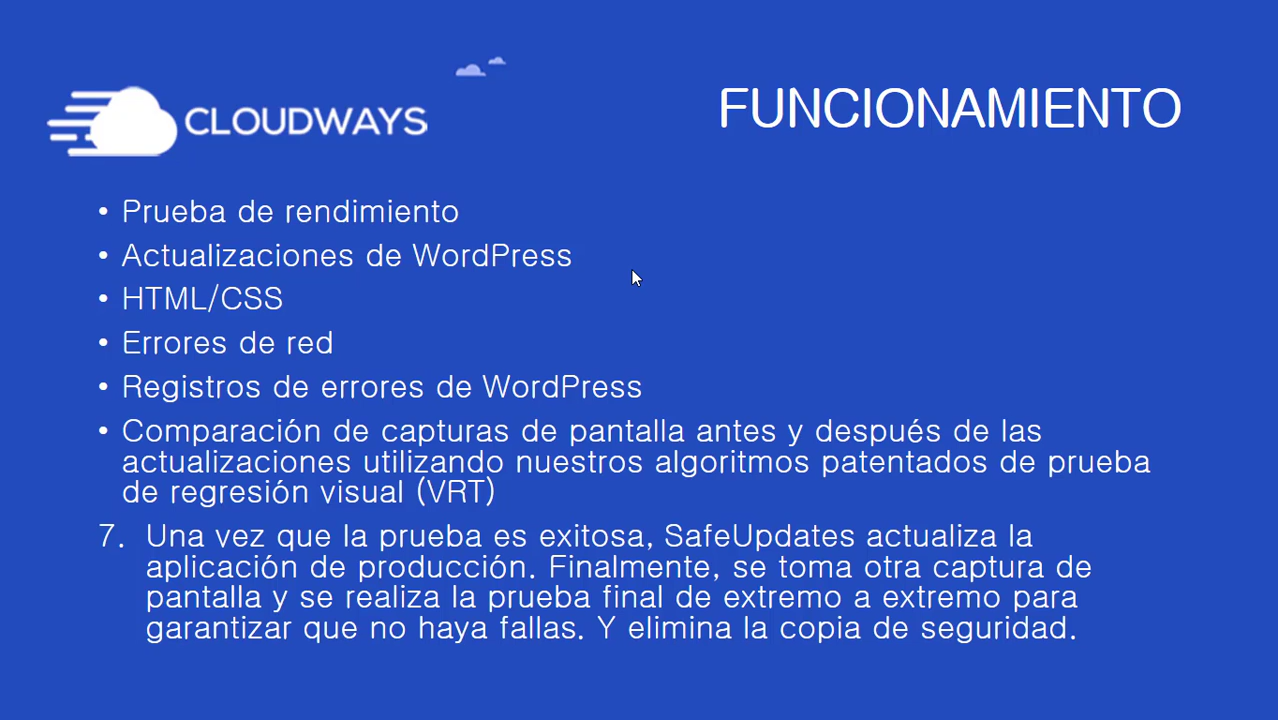 CLOUDWAYS
FUNCIONAMIENTO
• Prueba de rendimiento
• Actualizaciones de WordPress
• HTML/CSS
• Errores de red
• Registros de errores de WordPress
• Comparación de capturas de pantalla antes y después de las
actualizaciones utilizando nuestros algoritmos patentados de prueba
de regresión visual (VRT)
7. Una vez que la prueba es exitosa, SafeUpdates actualiza la
aplicación de producción. Finalmente, se toma otra captura de
pantalla y se realiza la prueba final de extremo a extremo para
garantizar que no haya fallas. Y elimina la copia de seguridad.